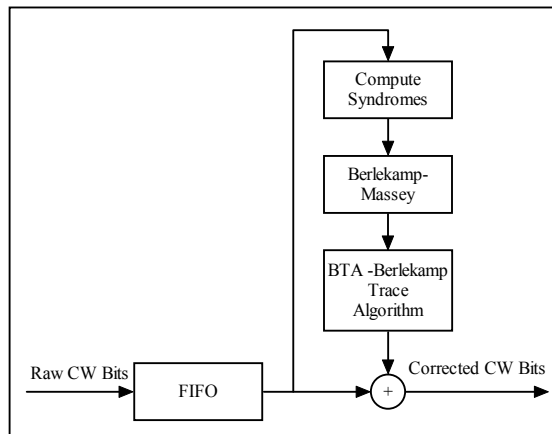 Compute
Syndromes
Berlekamp-
Massey
BTA -Berlekamp
Trace
Algorithm
Raw CW Bits
FIFO
+
Corrected CW Bits